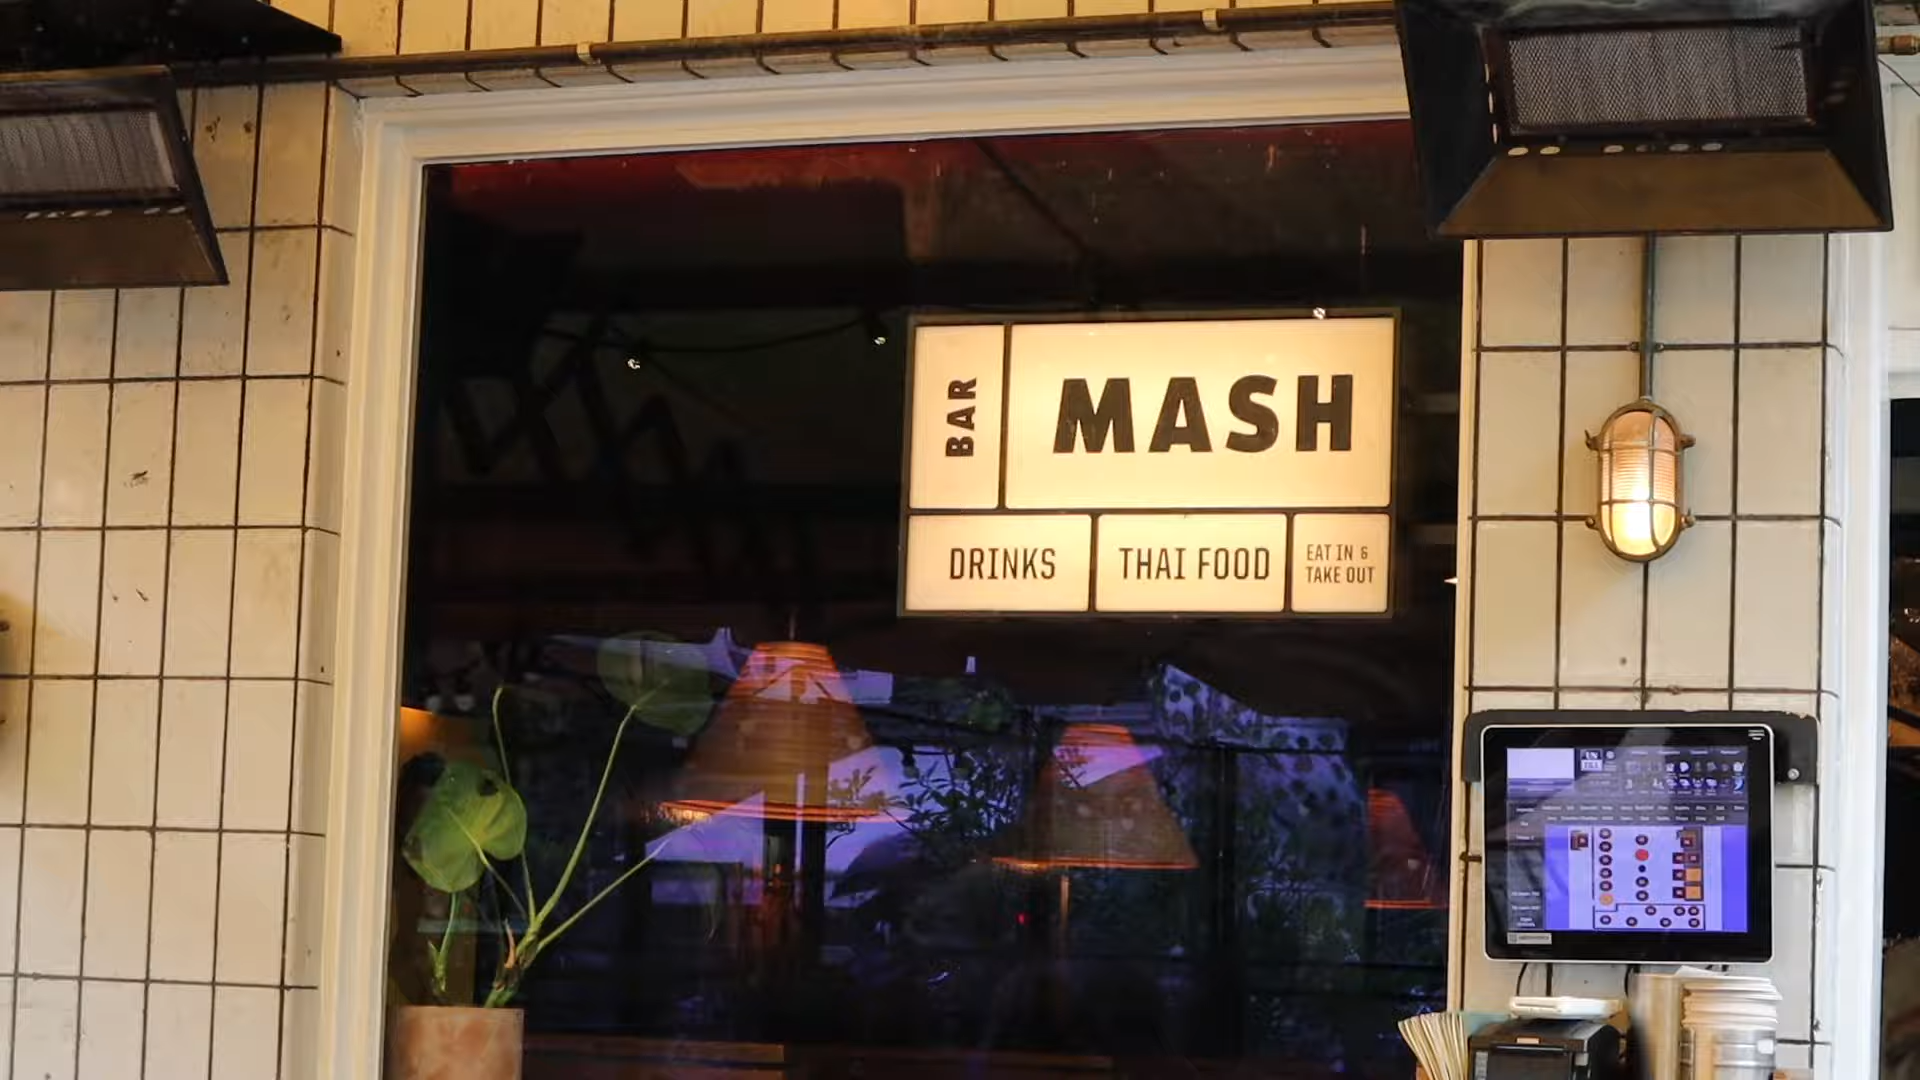 BAR
MASH
DRINKS
THAI FOOD
EAT IN &
TAKE OUT